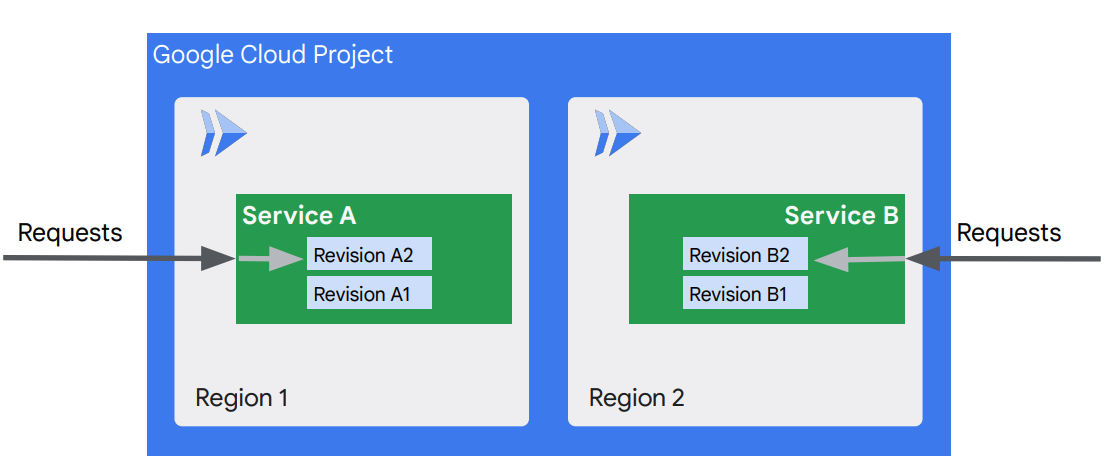 Google Cloud Project
Requests
Service A
Revision A2
Revision A1
Region 1
Service B
Revision B2
Revision B1
Region 2
Requests